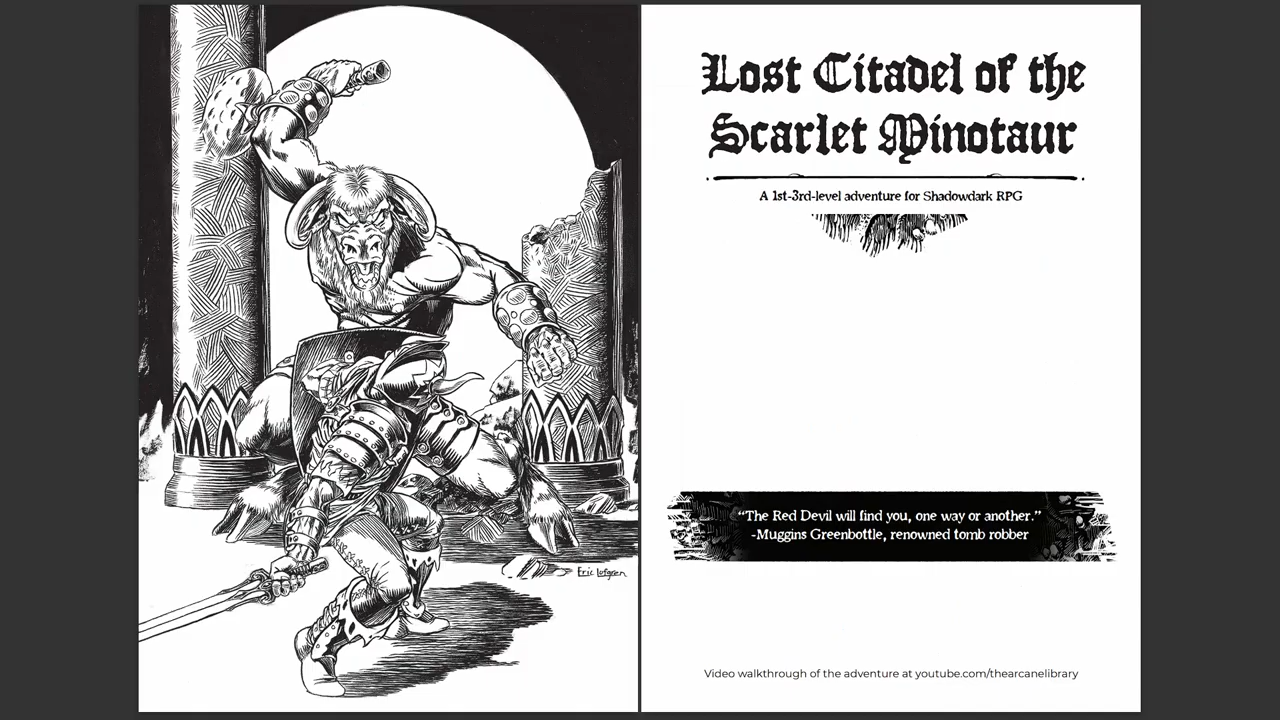 Lost Citadel of the
Scarlet Minotaur
A 1st-3rd-level adventure for Shadowdark RPG
“The Red Devil will find you, one way or another.”
-Muggins Greenbottle, renowned tomb robber
Eric Lofgren
Video walkthrough of the adventure at youtube.com/thearcanelibrary